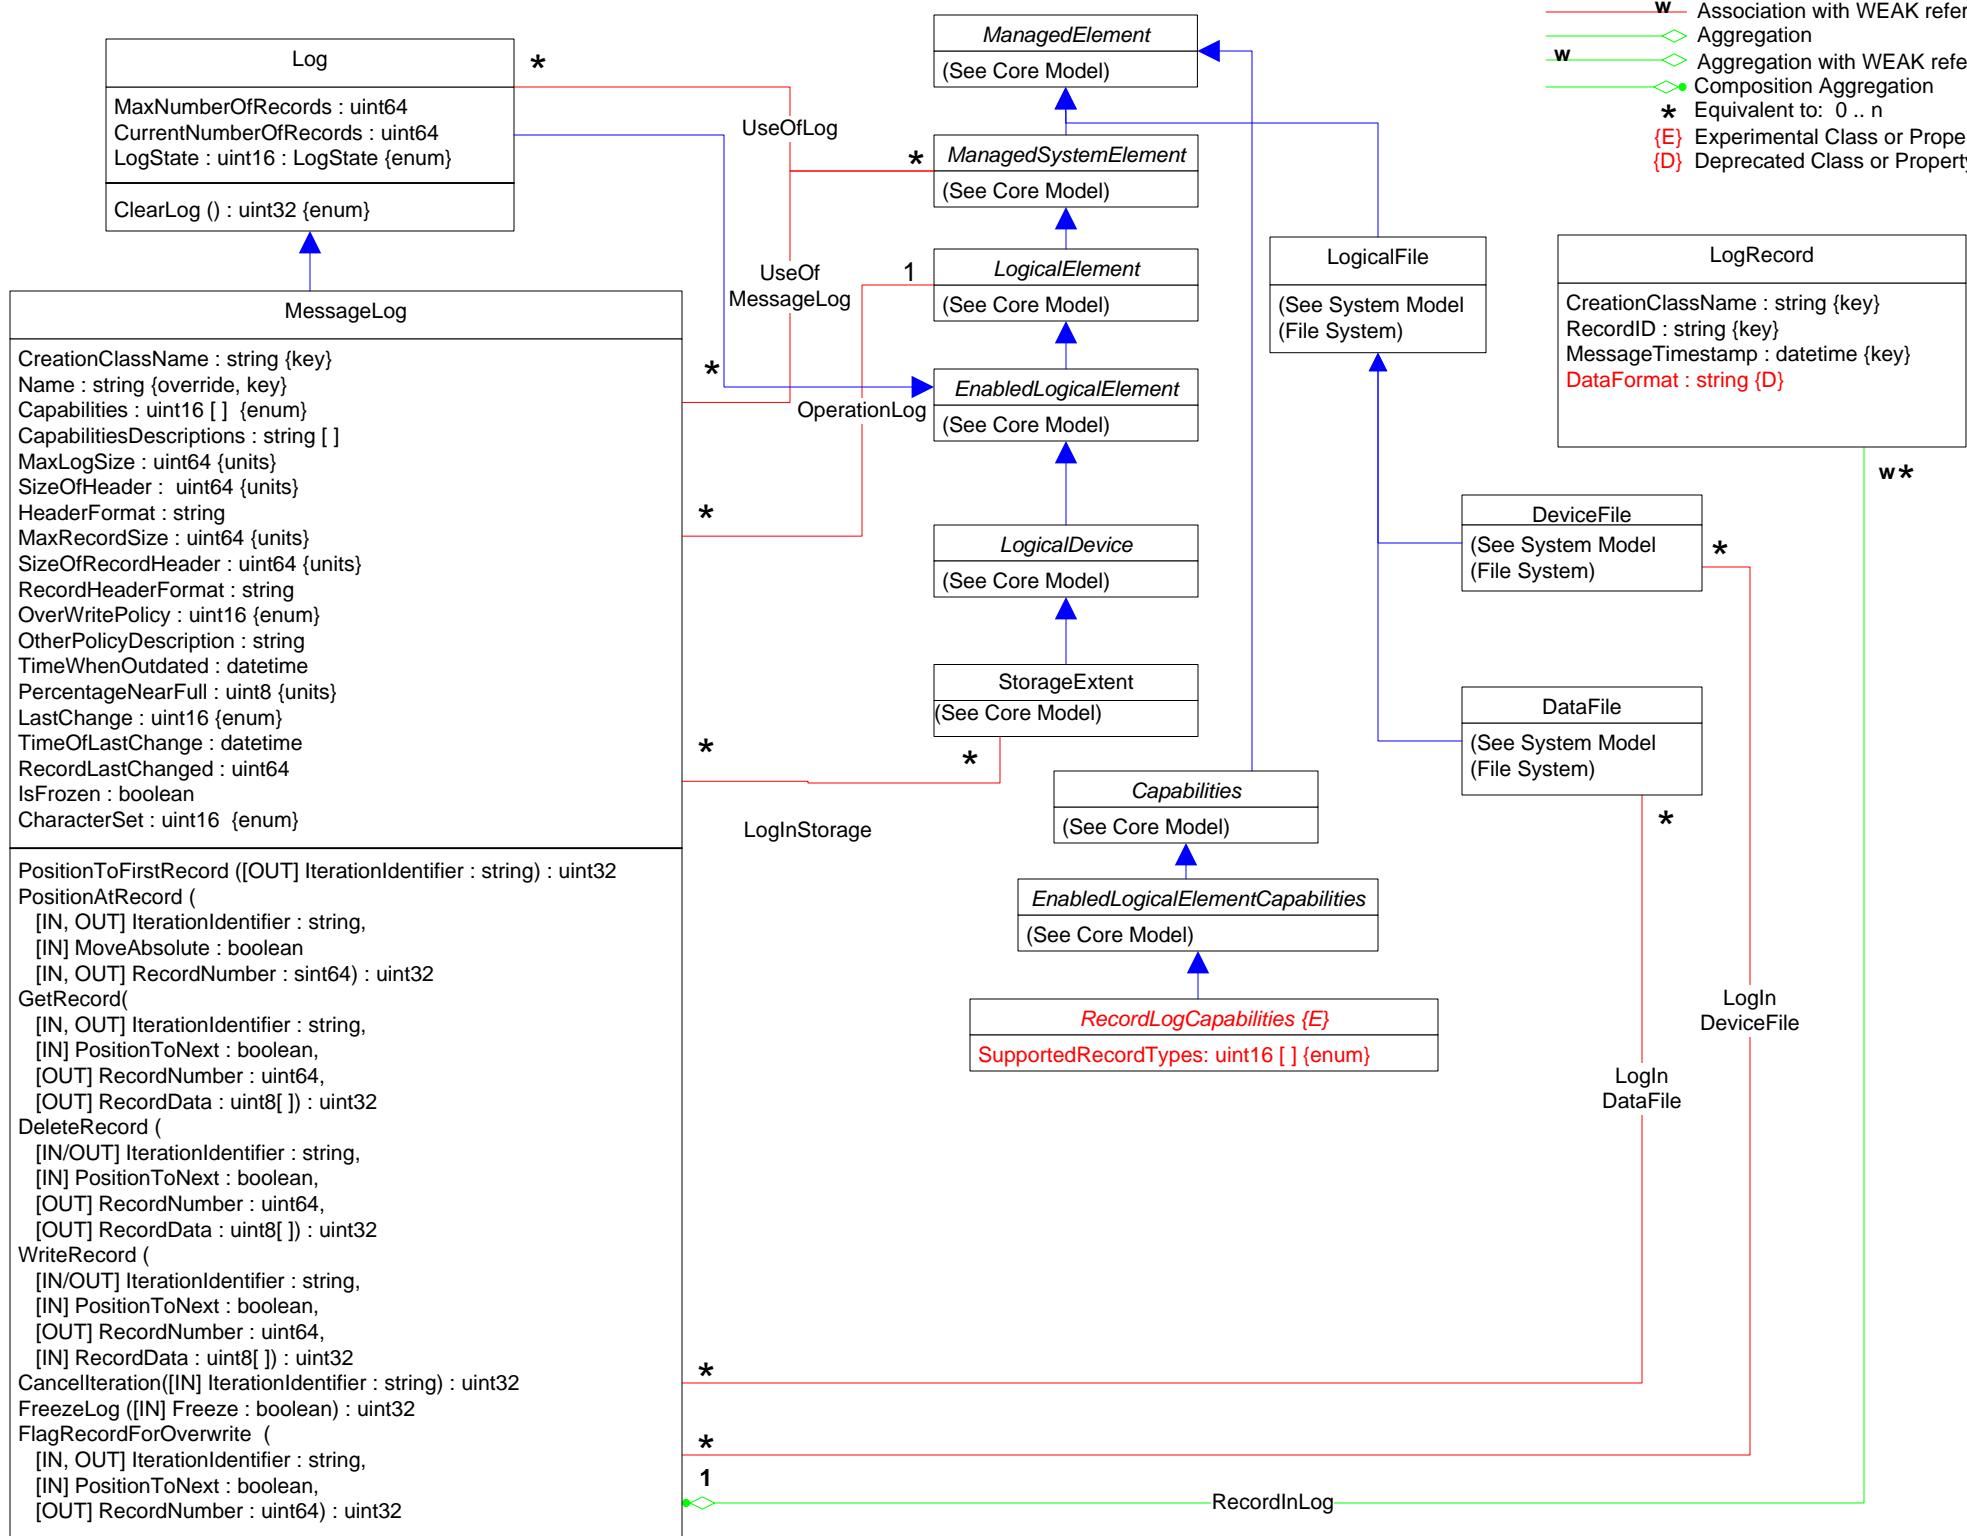 w Association with WEAK refer
Aggregation
w Aggregation with WEAK refe
Composition Aggregation
* Equivalent to: 0 .. n
{E} Experimental Class or Prope
{D} Deprecated Class or Property
Log
MaxNumberOfRecords : uint64
CurrentNumberOfRecords : uint64
LogState : uint16 : LogState {enum}
ClearLog () : uint32 {enum}
*
UseOfLog
*
UseOf
MessageLog
1
*
OperationLog
*
MessageLog
CreationClassName : string {key}
Name : string {override, key}
Capabilities : uint16 [ ] {enum}
CapabilitiesDescriptions : string [ ]
MaxLogSize : uint64 {units}
SizeOfHeader : uint64 {units}
HeaderFormat : string
MaxRecordSize : uint64 {units}
SizeOfRecordHeader : uint64 {units}
RecordHeaderFormat : string
OverWritePolicy : uint16 {enum}
OtherPolicyDescription : string
TimeWhenOutdated : datetime
PercentageNearFull : uint8 {units}
LastChange : uint16 {enum}
TimeOfLastChange : datetime
RecordLastChanged : uint64
IsFrozen : boolean
CharacterSet : uint16 {enum}
PositionToFirstRecord ([OUT] IterationIdentifier : string) : uint32
PositionAtRecord (
[IN, OUT] IterationIdentifier : string,
[IN] MoveAbsolute : boolean
[IN, OUT] RecordNumber : sint64) : uint32
GetRecord(
[IN, OUT] IterationIdentifier : string,
[IN] PositionToNext : boolean,
[OUT] RecordNumber : uint64,
[OUT] RecordData : uint8[ ]) : uint32
DeleteRecord (
[IN/OUT] IterationIdentifier : string,
[IN] PositionToNext : boolean,
[OUT] RecordNumber : uint64,
[OUT] RecordData : uint8[ ]) : uint32
WriteRecord (
[IN/OUT] IterationIdentifier : string,
[IN] PositionToNext : boolean,
[OUT] RecordNumber : uint64,
[IN] RecordData : uint8[ ]) : uint32
CancelIteration([IN] IterationIdentifier : string) : uint32
FreezeLog ([IN] Freeze : boolean) : uint32
FlagRecordForOverwrite (
[IN, OUT] IterationIdentifier : string,
[IN] PositionToNext : boolean,
[OUT] RecordNumber : uint64) : uint32
ManagedElement
(See Core Model)
ManagedSystemElement
(See Core Model)
LogicalElement
(See Core Model)
EnabledLogicalElement
(See Core Model)
LogicalDevice
(See Core Model)
StorageExtent
(See Core Model)
*
*
LogInStorage
Capabilities
(See Core Model)
EnabledLogicalElementCapabilities
(See Core Model)
RecordLogCapabilities {E}
SupportedRecordTypes: uint16 [ ] {enum}
LogicalFile
(See System Model
(File System)
LogRecord
CreationClassName : string {key}
RecordID : string {key}
MessageTimestamp : datetime {key}
DataFormat : string {D}
w *
DeviceFile
(See System Model
(File System)
*
DataFile
(See System Model
(File System)
*
LogIn
DeviceFile
LogIn
DataFile
*
*
1
RecordInLog